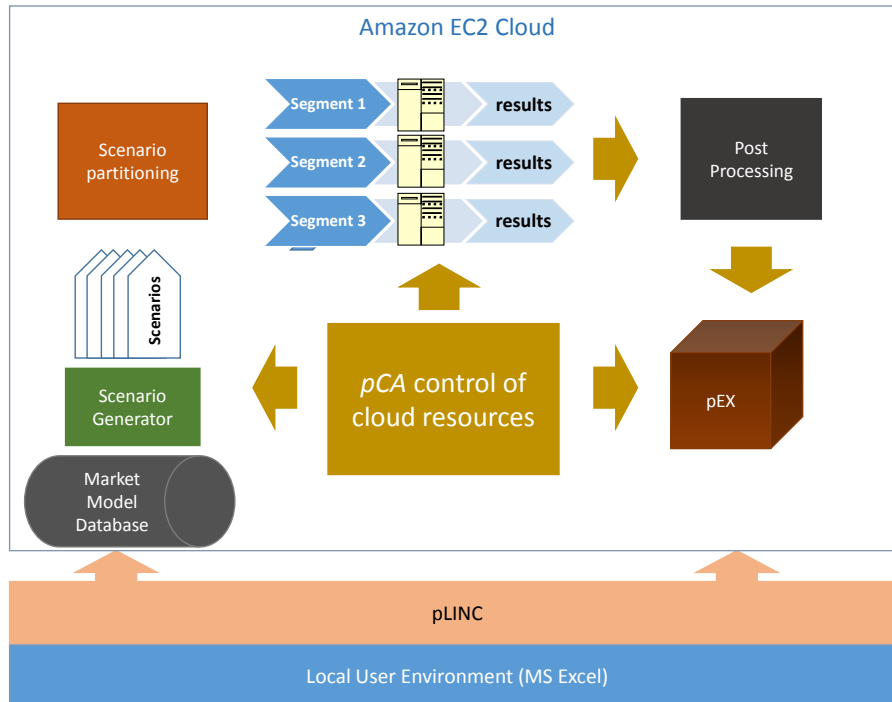 Amazon EC2 Cloud
Scenario
partitioning
Segment 1
results
Segment 2
results
Segment 3
results
Post
Processing
Scenarios
Scenario
Generator
pCA control of
cloud resources
pEX
Market
Model
Database
pLINC
Local User Environment (MS Excel)